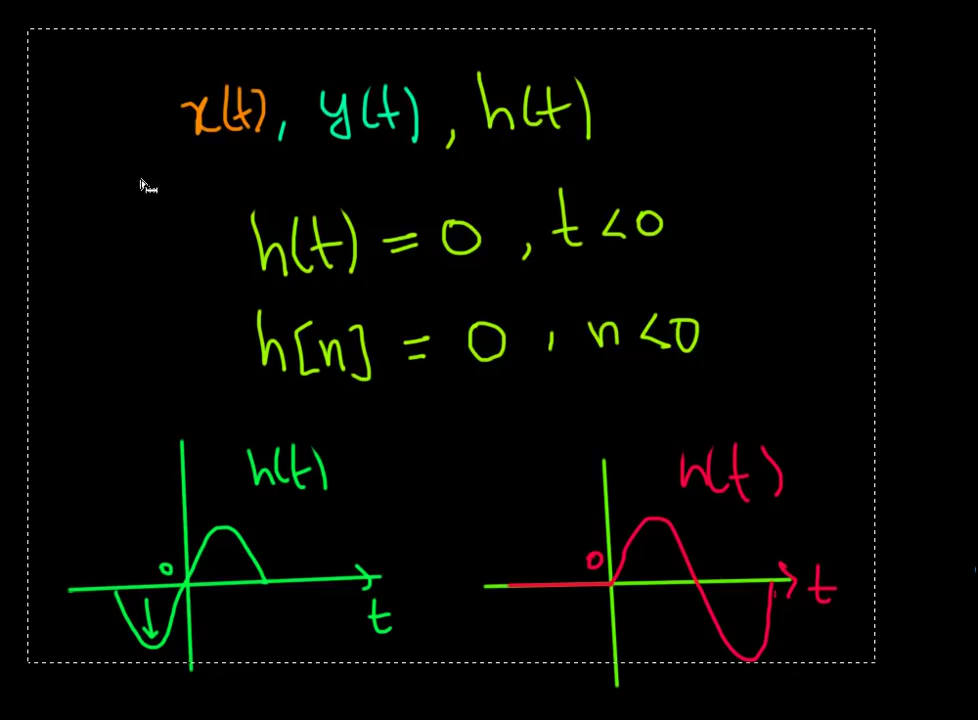 x(t), y(t), h(t)
h(t) = 0 , t<0
h[n] = 0 , n<0
h(t)
h(t)
0
0
t
t